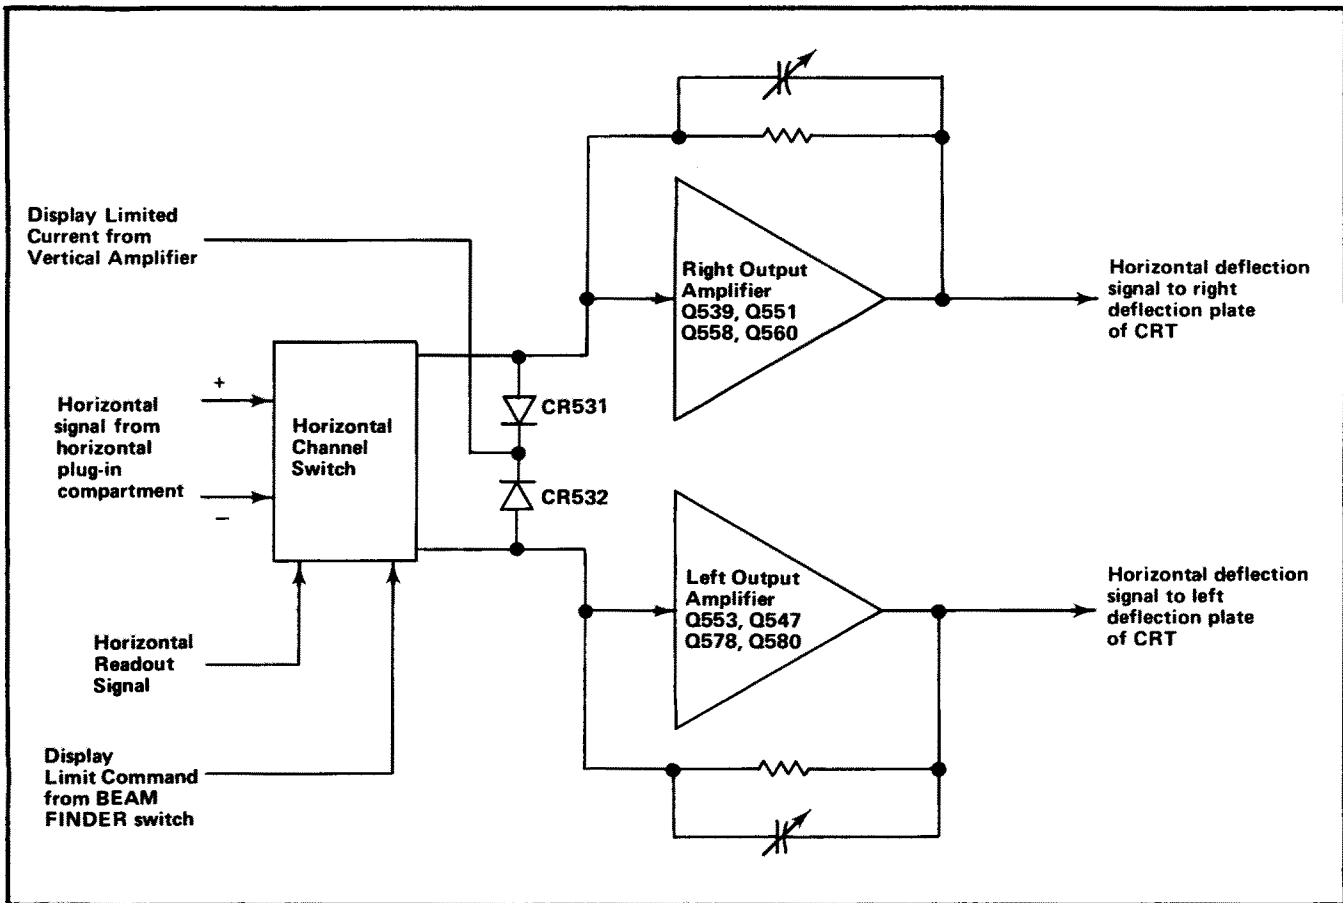 Display Limited
Current from
Vertical Amplifier
Horizontal
signal from
horizontal
plug-in
compartment
+
−
Horizontal
Channel
Switch
Horizontal
Readout
Signal
Display
Limit Command
from BEAM
FINDER switch
CR531
CR532
Right Output
Amplifier
Q539, Q551
Q558, Q560
Horizontal deflection
signal to right
deflection plate
of CRT
Left Output
Amplifier
Q553, Q547
Q578, Q580
Horizontal deflection
signal to left
deflection plate
of CRT